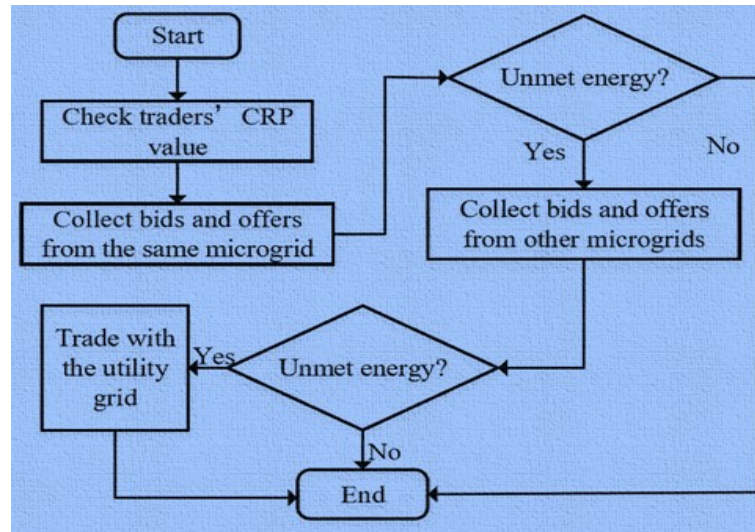 Start
Check traders’ CRP
value
Collect bids and offers
from the same microgrid
Unmet energy?
Yes
No
Collect bids and offers
from other microgrids
Unmet energy?
Yes
Trade with
the utility
grid
No
End